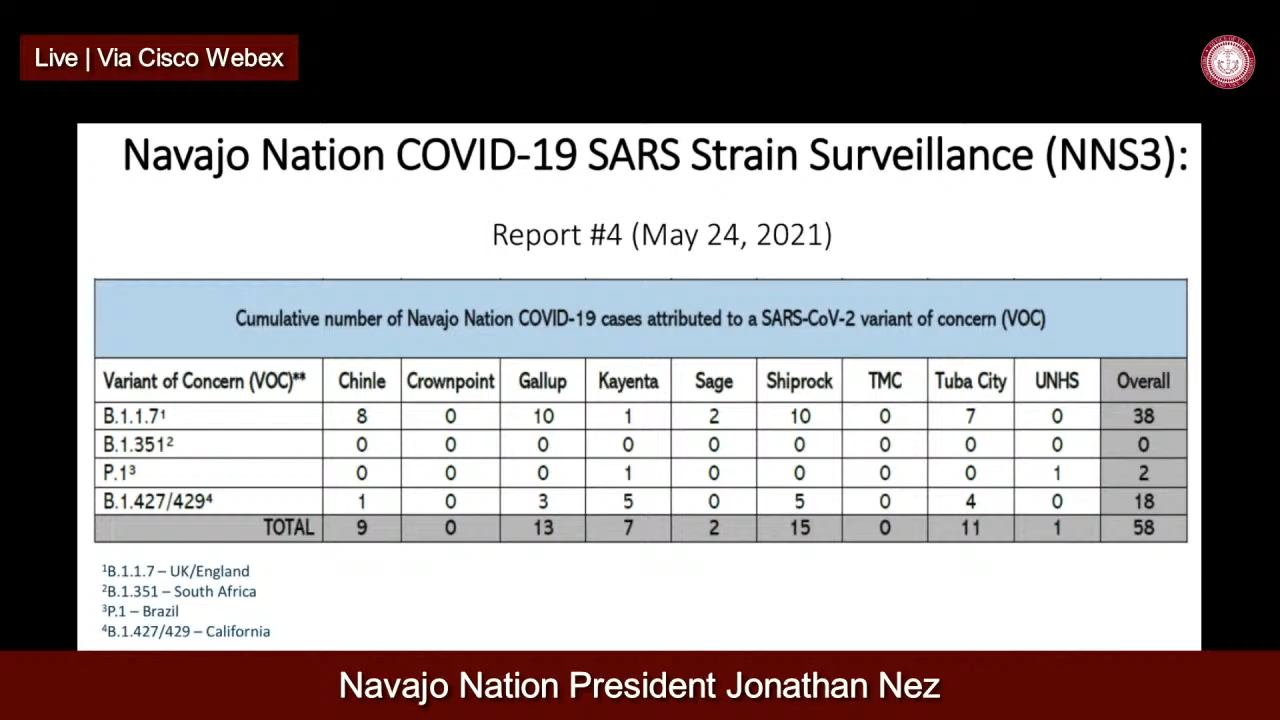 Live | Via Cisco Webex
Navajo Nation COVID-19 SARS Strain Surveillance (NNS3):
Report #4 (May 24, 2021)
Cumulative number of Navajo Nation COVID-19 cases attributed to a SARS-CoV-2 variant of concern (VOC)
Variant of Concern (VOC)** Chinle Crownpoint Gallup Kayenta Sage Shiprock TMC Tuba City UNHS Overall
B.1.1.7¹ 8 0 10 1 2 10 0 7 0 38
B.1.351² 0 0 0 0 0 0 0 0 0 0
P.1³ 0 0 0 1 0 0 0 0 1 2
B.1.427/429⁴ 1 0 3 5 0 5 0 4 0 18
TOTAL 9 0 13 7 2 15 0 11 1 58
¹B.1.1.7 – UK/England
²B.1.351 – South Africa
³P.1 – Brazil
⁴B.1.427/429 – California
Navajo Nation President Jonathan Nez